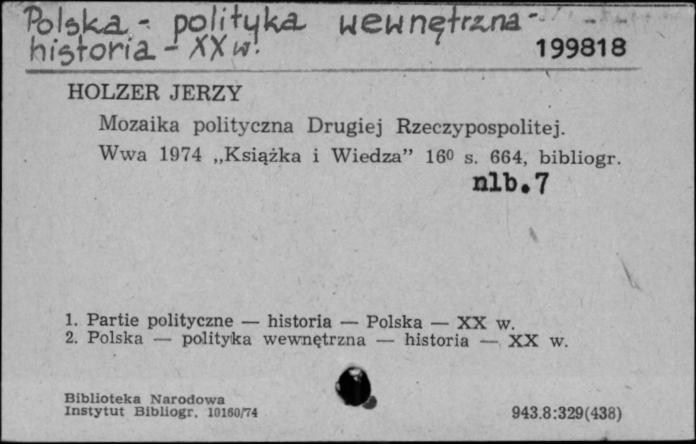 Polska - polityka wewnętrzna -
historia - XX w.
199818
HOLZER JERZY
Mozaika polityczna Drugiej Rzeczypospolitej.
Wwa 1974 „Książka i Wiedza” 16⁰ s. 664, bibliogr.
nlb.7
1. Partie polityczne — historia — Polska — XX w.
2. Polska — polityka wewnętrzna — historia — XX w.
Biblioteka Narodowa
Instytut Bibliogr. 10160/74
943.8:329(438)